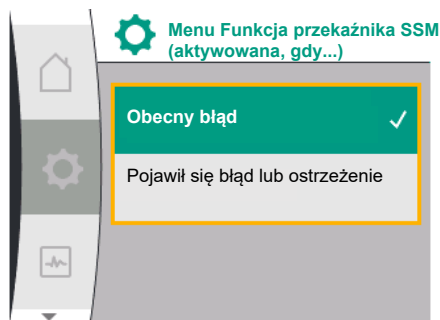 Menu Funkcja przekaźnika SSM
(aktywowana, gdy...)
Obecny błąd
Pojawił się błąd lub ostrzeżenie